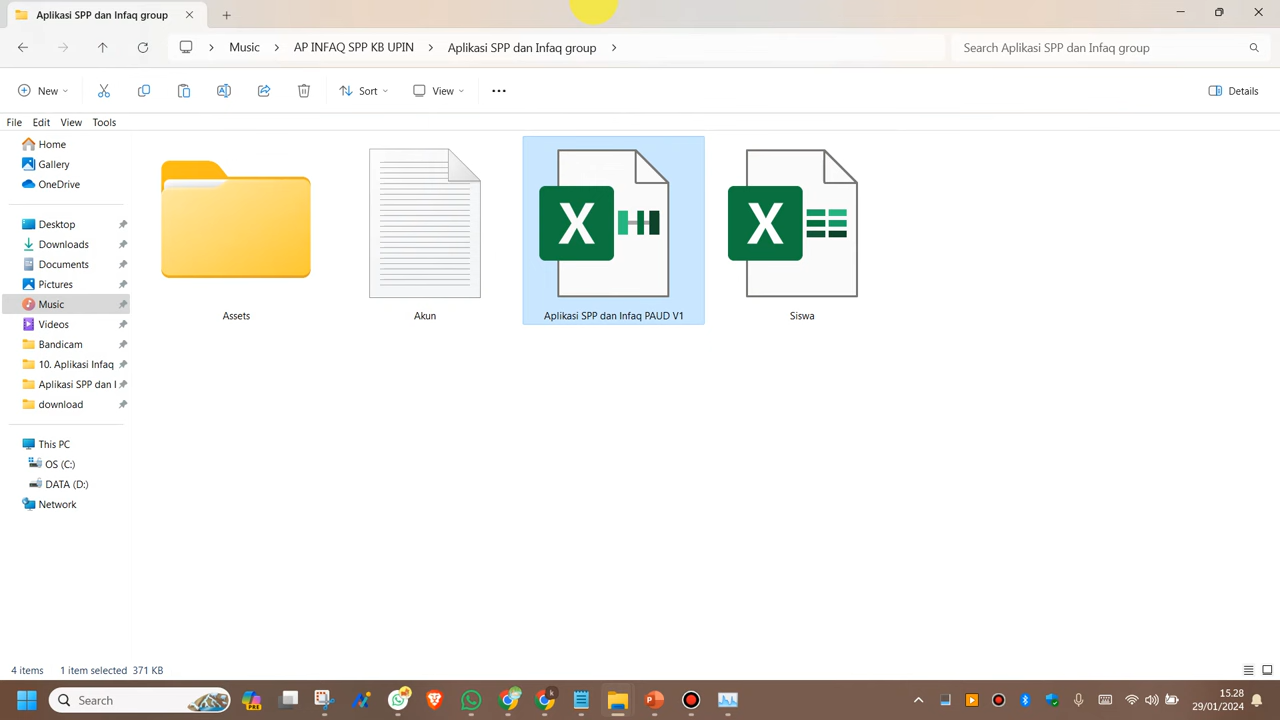 Aplikasi SPP dan Infaq group
Music
AP INFAQ SPP KB UPIN
Aplikasi SPP dan Infaq group
Search Aplikasi SPP dan Infaq group
New
Sort
View
Details
File
Edit
View
Tools
Home
Gallery
OneDrive
Desktop
Downloads
Documents
Pictures
Music
Videos
Bandicam
10. Aplikasi Infaq
Aplikasi SPP dan I
download
This PC
OS (C:)
DATA (D:)
Network
X
X
Assets
Akun
Aplikasi SPP dan Infaq PAUD V1
Siswa
4 items
1 item selected 371 KB
Search
PRE
15.28
29/01/2024